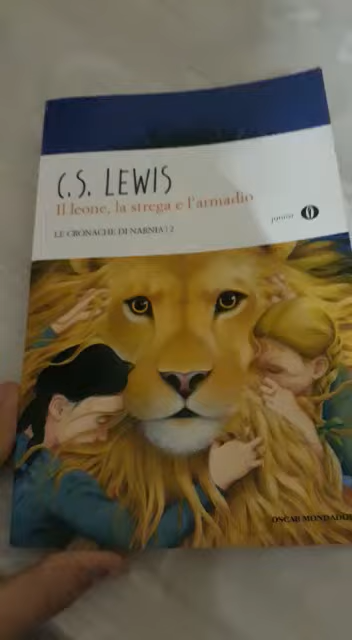 C.S. LEWIS
Il leone, la strega e l'armadio
junior
LE CRONACHE DI NARNIA | 2
OSCAR MONDADORI